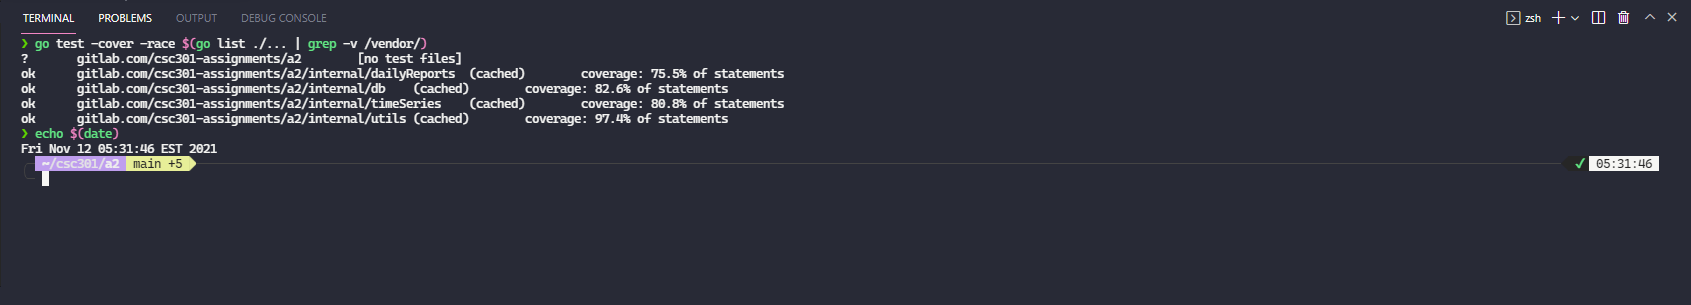 TERMINAL PROBLEMS OUTPUT DEBUG CONSOLE zsh
❯ go test -cover -race $(go list ./... | grep -v /vendor/)
? gitlab.com/csc301-assignments/a2 [no test files]
ok gitlab.com/csc301-assignments/a2/internal/dailyReports (cached) coverage: 75.5% of statements
ok gitlab.com/csc301-assignments/a2/internal/db (cached) coverage: 82.6% of statements
ok gitlab.com/csc301-assignments/a2/internal/timeSeries (cached) coverage: 80.8% of statements
ok gitlab.com/csc301-assignments/a2/internal/utils (cached) coverage: 97.4% of statements
❯ echo $(date)
Fri Nov 12 05:31:46 EST 2021
~/csc301/a2 main +5 ✔ 05:31:46